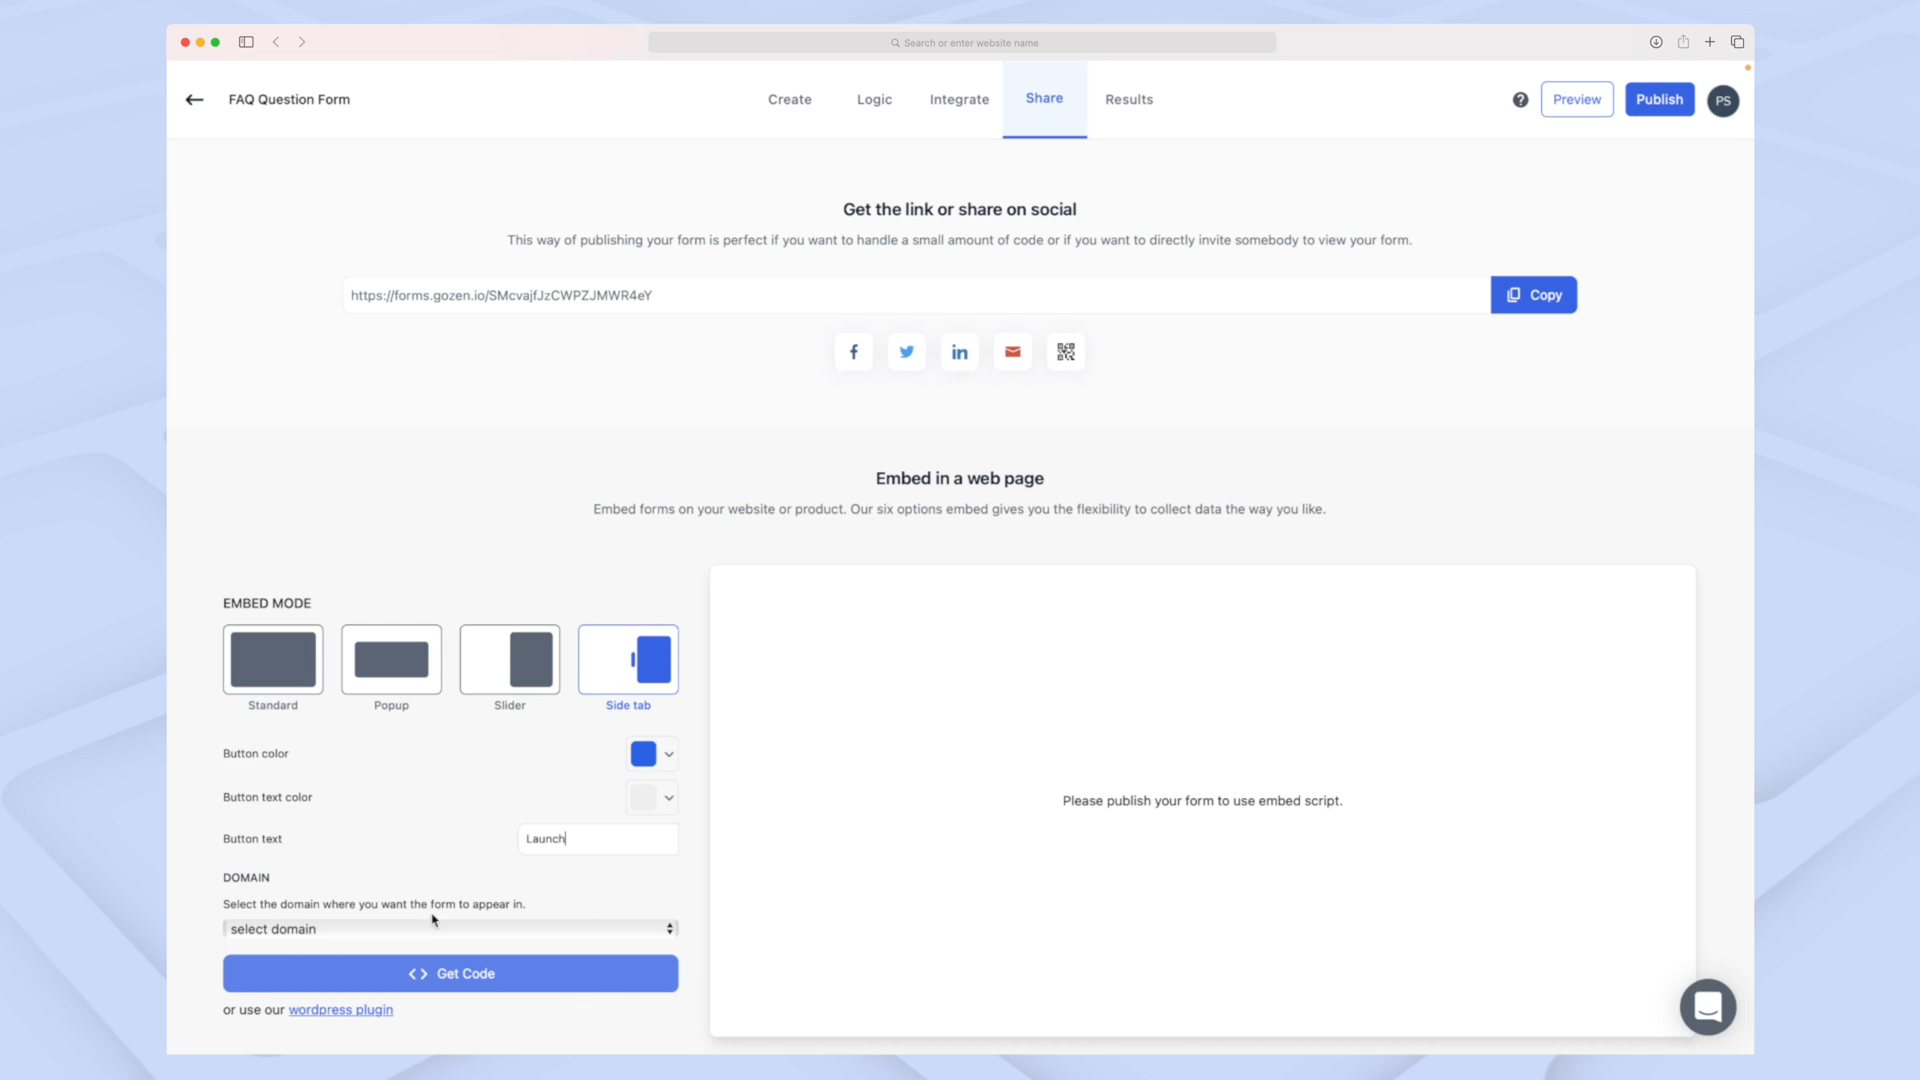 Search or enter website name
FAQ Question Form
Create
Logic
Integrate
Share
Results
Preview
Publish
PS
Get the link or share on social
This way of publishing your form is perfect if you want to handle a small amount of code or if you want to directly invite somebody to view your form.
https://forms.gozen.io/SMcvajfJzCWPZJMWR4eY
Copy
Embed in a web page
Embed forms on your website or product. Our six options embed gives you the flexibility to collect data the way you like.
EMBED MODE
Standard
Popup
Slider
Side tab
Button color
Button text color
Button text
Launch
Please publish your form to use embed script.
DOMAIN
Select the domain where you want the form to appear in.
select domain
<> Get Code
or use our wordpress plugin